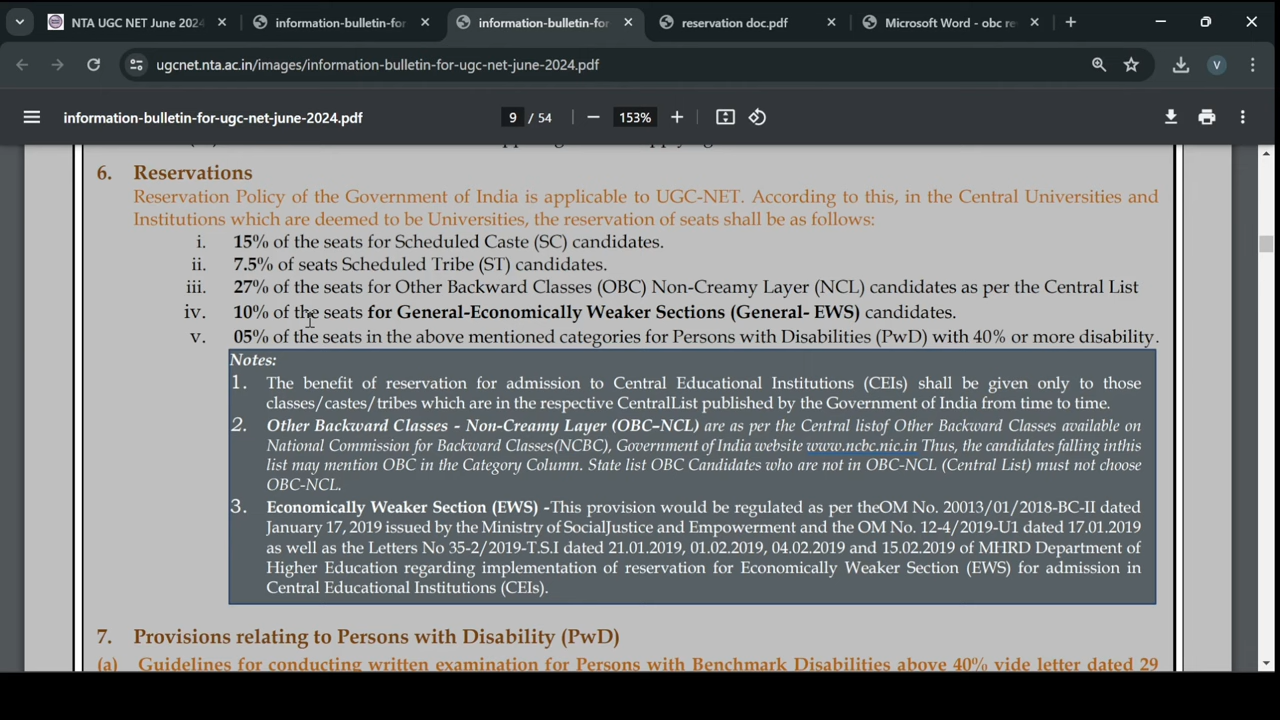 NTA UGC NET June 2024
information-bulletin-for-
information-bulletin-for-
reservation doc.pdf
Microsoft Word - obc re
ugcnet.nta.ac.in/images/information-bulletin-for-ugc-net-june-2024.pdf
V
information-bulletin-for-ugc-net-june-2024.pdf
9 / 54
153%
6. Reservations
Reservation Policy of the Government of India is applicable to UGC-NET. According to this, in the Central Universities and
Institutions which are deemed to be Universities, the reservation of seats shall be as follows:
i. 15% of the seats for Scheduled Caste (SC) candidates.
ii. 7.5% of seats Scheduled Tribe (ST) candidates.
iii. 27% of the seats for Other Backward Classes (OBC) Non-Creamy Layer (NCL) candidates as per the Central List
iv. 10% of the seats for General-Economically Weaker Sections (General- EWS) candidates.
v. 05% of the seats in the above mentioned categories for Persons with Disabilities (PwD) with 40% or more disability.
Notes:
1. The benefit of reservation for admission to Central Educational Institutions (CEIs) shall be given only to those
classes/castes/tribes which are in the respective CentralList published by the Government of India from time to time.
2. Other Backward Classes - Non-Creamy Layer (OBC–NCL) are as per the Central listof Other Backward Classes available on
National Commission for Backward Classes(NCBC), Government of India website www.ncbc.nic.in Thus, the candidates falling inthis
list may mention OBC in the Category Column. State list OBC Candidates who are not in OBC-NCL (Central List) must not choose
OBC-NCL.
3. Economically Weaker Section (EWS) -This provision would be regulated as per theOM No. 20013/01/2018-BC-II dated
January 17, 2019 issued by the Ministry of SocialJustice and Empowerment and the OM No. 12-4/2019-U1 dated 17.01.2019
as well as the Letters No 35-2/2019-T.S.I dated 21.01.2019, 01.02.2019, 04.02.2019 and 15.02.2019 of MHRD Department of
Higher Education regarding implementation of reservation for Economically Weaker Section (EWS) for admission in
Central Educational Institutions (CEIs).
7. Provisions relating to Persons with Disability (PwD)
(a) Guidelines for conducting written examination for Persons with Benchmark Disabilities above 40% vide letter dated 29